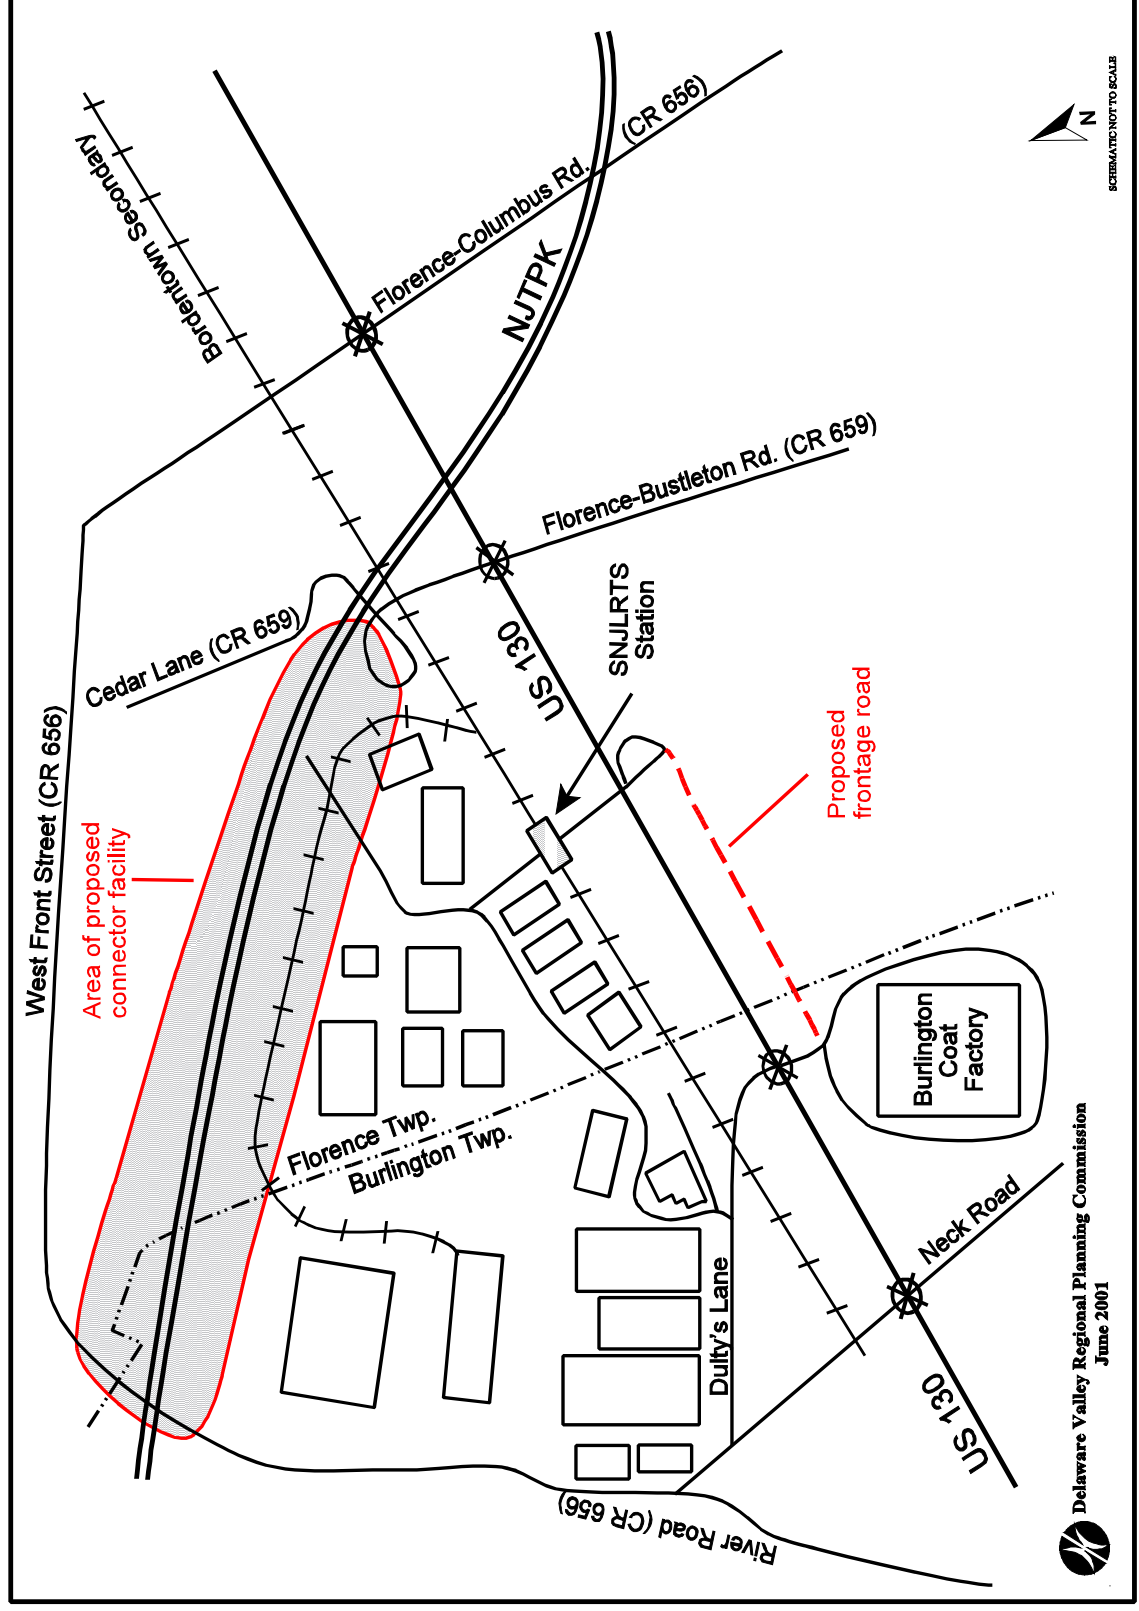 Bordentown Secondary
Florence-Columbus Rd.
(CR 656)
NJTPK
Florence-Bustleton Rd. (CR 659)
Cedar Lane (CR 659)
West Front Street (CR 656)
US 130
SNJLRTS
Station
Proposed
frontage road
Area of proposed
connector facility
Florence Twp.
Burlington Twp.
Burlington
Coat
Factory
Dulty's Lane
Neck Road
US 130
River Road (CR 656)
N
SCHEMATIC NOT TO SCALE
Delaware Valley Regional Planning Commission
June 2001